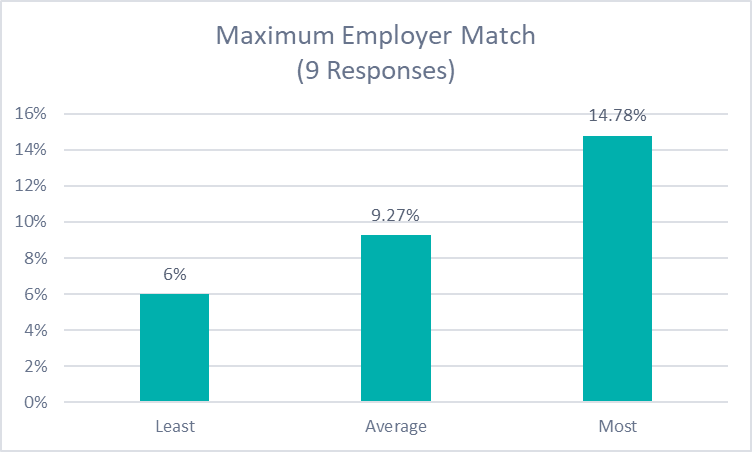 Maximum Employer Match
(9 Responses)
16%
14%
12%
10%
8%
6%
4%
2%
0%
6%
9.27%
14.78%
Least
Average
Most